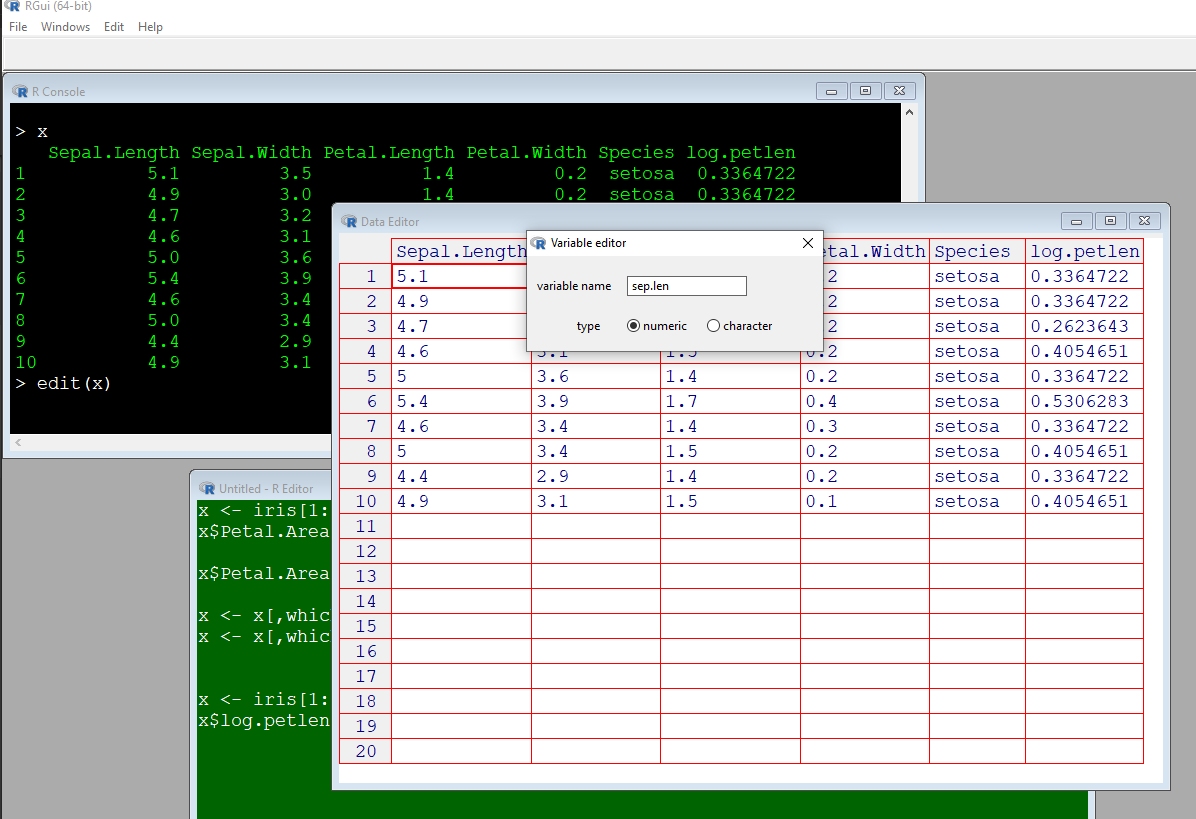 RGui (64-bit)
File Windows Edit Help
R Console
> x
Sepal.Length Sepal.Width Petal.Length Petal.Width Species log.petlen
1 5.1 3.5 1.4 0.2 setosa 0.3364722
2 4.9 3.0 1.4 0.2 setosa 0.3364722
3 4.7 3.2
4 4.6 3.1
5 5.0 3.6
6 5.4 3.9
7 4.6 3.4
8 5.0 3.4
9 4.4 2.9
10 4.9 3.1
> edit(x)
Data Editor
Sepal.Length etal.Width Species log.petlen
1 5.1 2 setosa 0.3364722
2 4.9 2 setosa 0.3364722
3 4.7 2 setosa 0.2623643
4 4.6 3.1 1.5 0.2 setosa 0.4054651
5 5 3.6 1.4 0.2 setosa 0.3364722
6 5.4 3.9 1.7 0.4 setosa 0.5306283
7 4.6 3.4 1.4 0.3 setosa 0.3364722
8 5 3.4 1.5 0.2 setosa 0.4054651
9 4.4 2.9 1.4 0.2 setosa 0.3364722
10 4.9 3.1 1.5 0.1 setosa 0.4054651
11
12
13
14
15
16
17
18
19
20
Variable editor
variable name sep.len
type numeric character
Untitled - R Editor
x <- iris[1:
x$Petal.Area
x$Petal.Area
x <- x[,whic
x <- x[,whic
x <- iris[1:
x$log.petlen